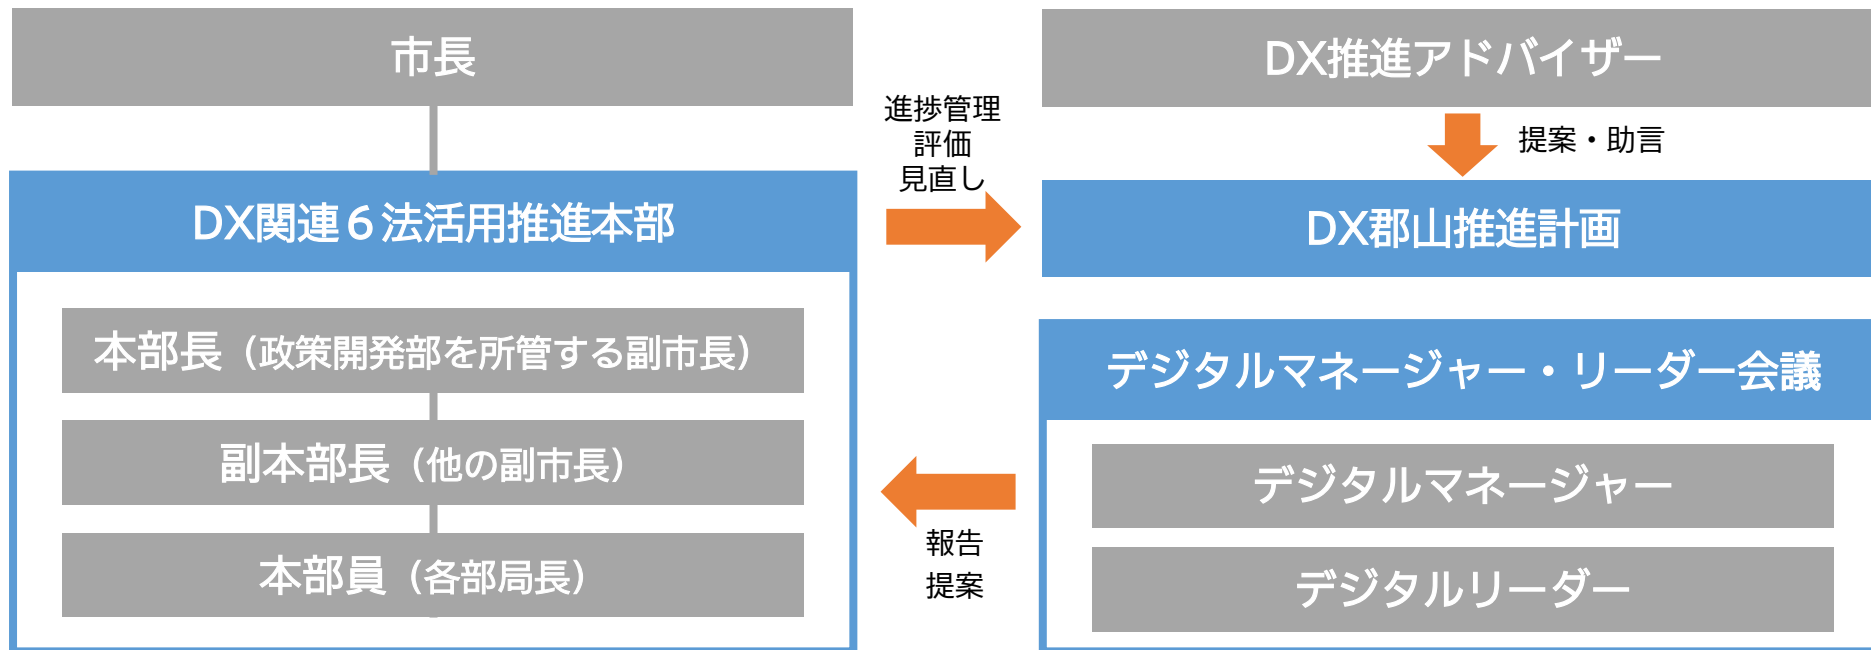 市長
DX関連６法活用推進本部
本部長（政策開発部を所管する副市長）
副本部長（他の副市長）
本部員（各部局長）
進捗管理
評価
見直し
報告
提案
DX推進アドバイザー
提案・助言
DX郡山推進計画
デジタルマネージャー・リーダー会議
デジタルマネージャー
デジタルリーダー